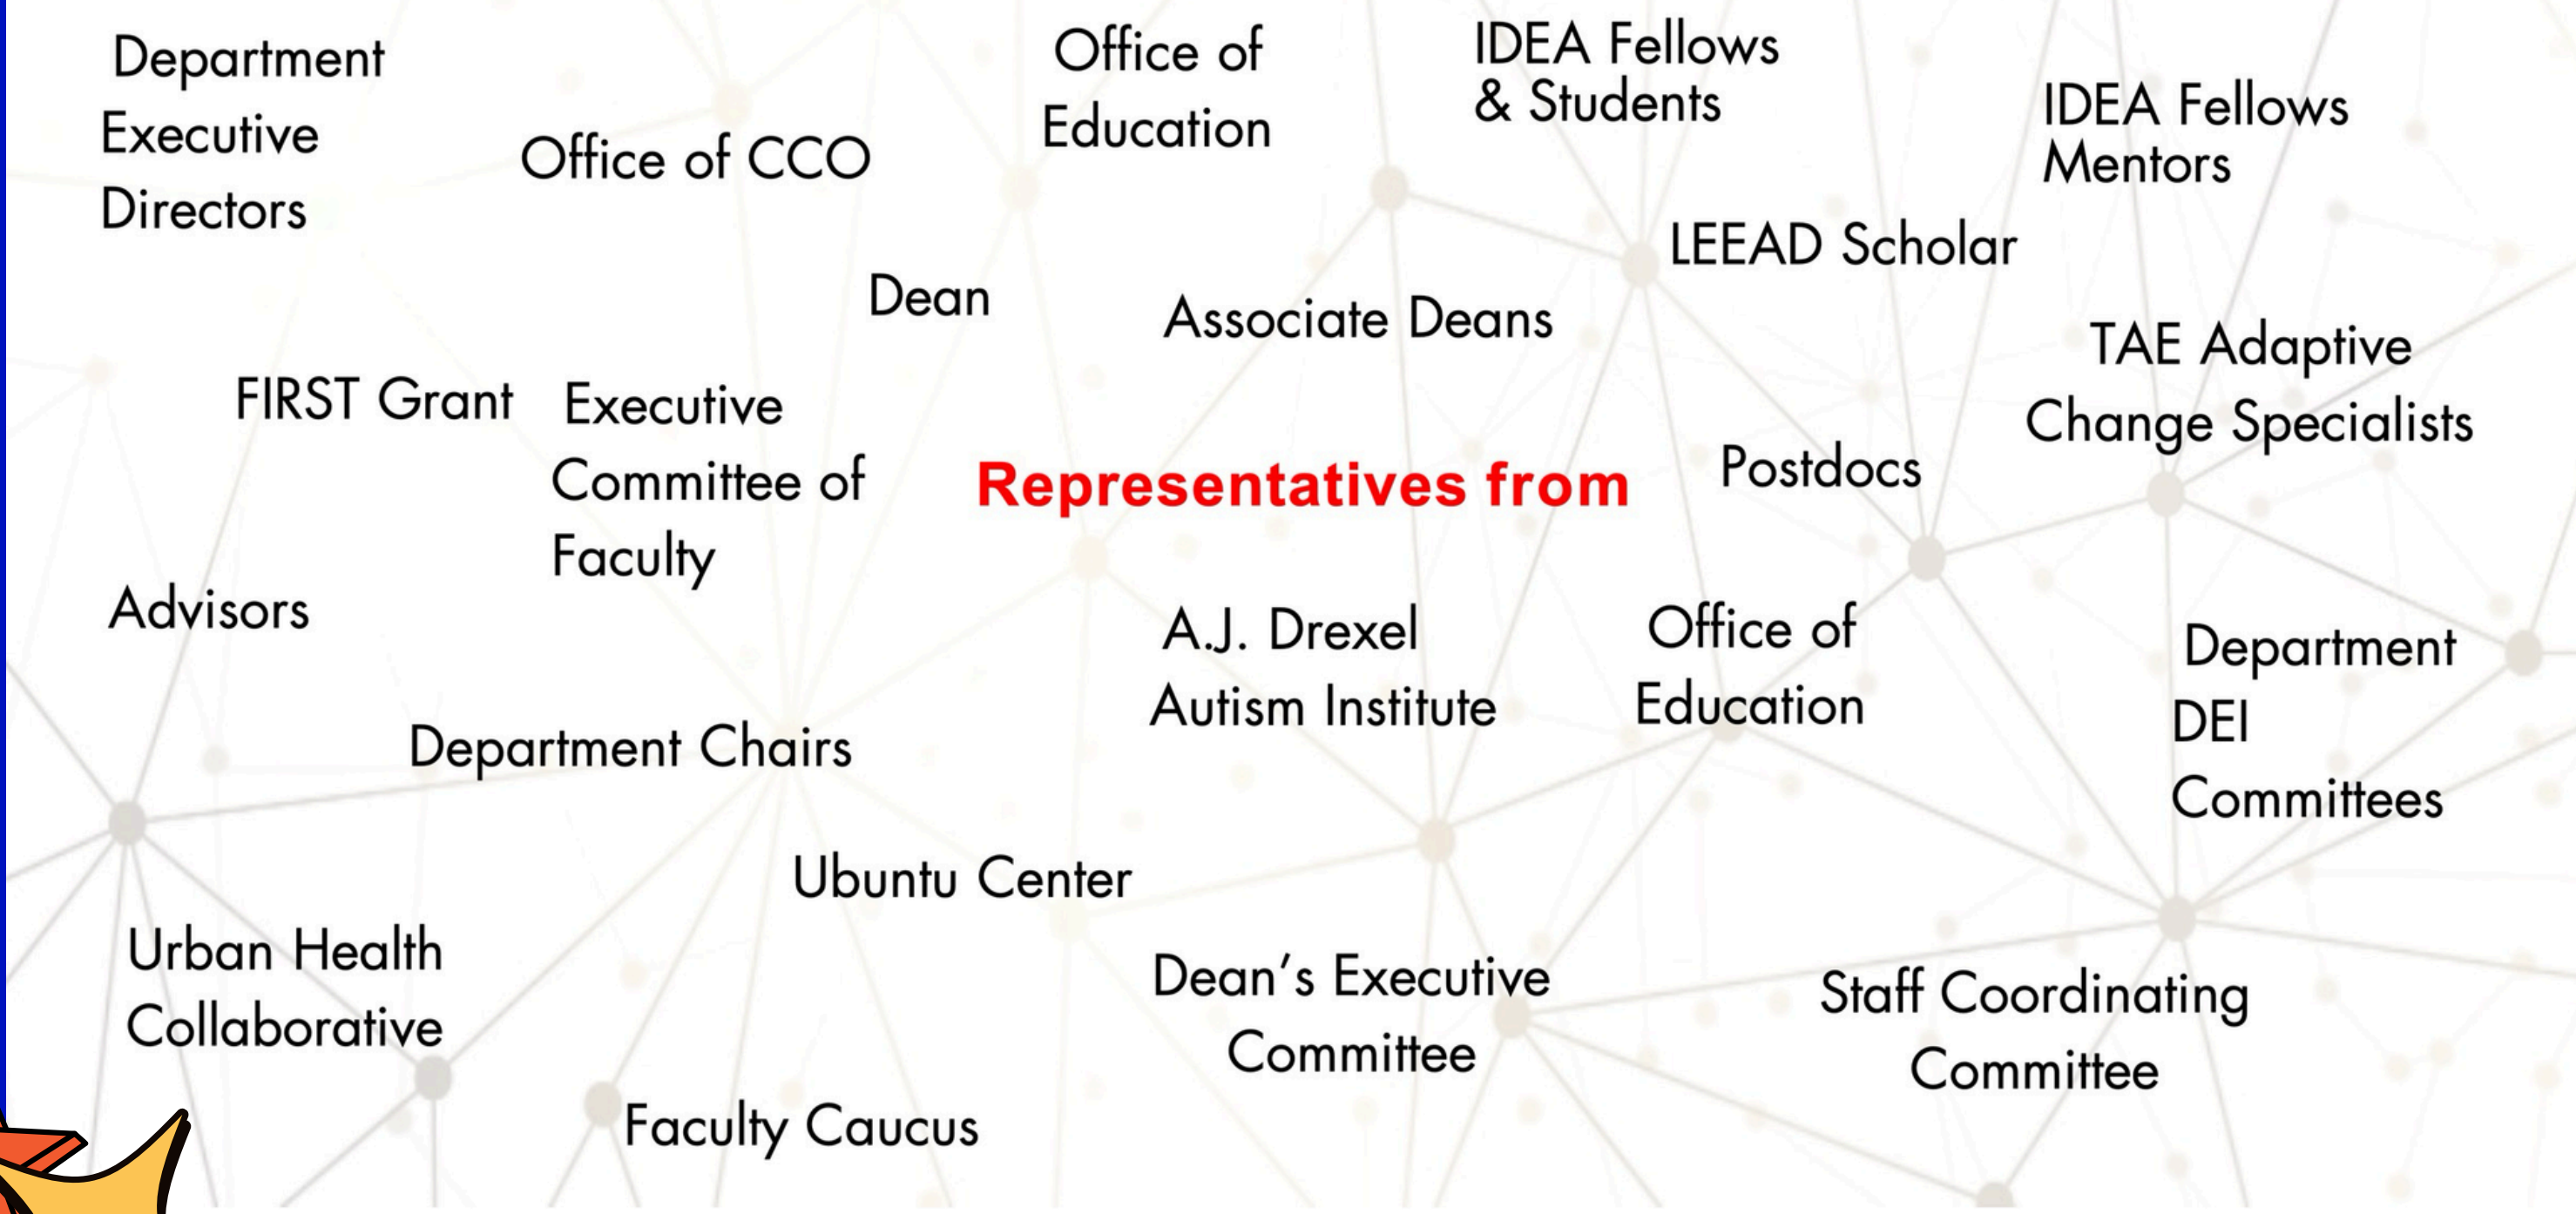 Department
Executive
Directors
Office of CCO
Office of
Education
IDEA Fellows
& Students
IDEA Fellows
Mentors
LEEAD Scholar
Dean
Associate Deans
TAE Adaptive
Change Specialists
FIRST Grant
Executive
Committee of
Faculty
Representatives from
Postdocs
Advisors
A.J. Drexel
Autism Institute
Office of
Education
Department
DEI
Committees
Department Chairs
Ubuntu Center
Urban Health
Collaborative
Dean's Executive
Committee
Staff Coordinating
Committee
Faculty Caucus